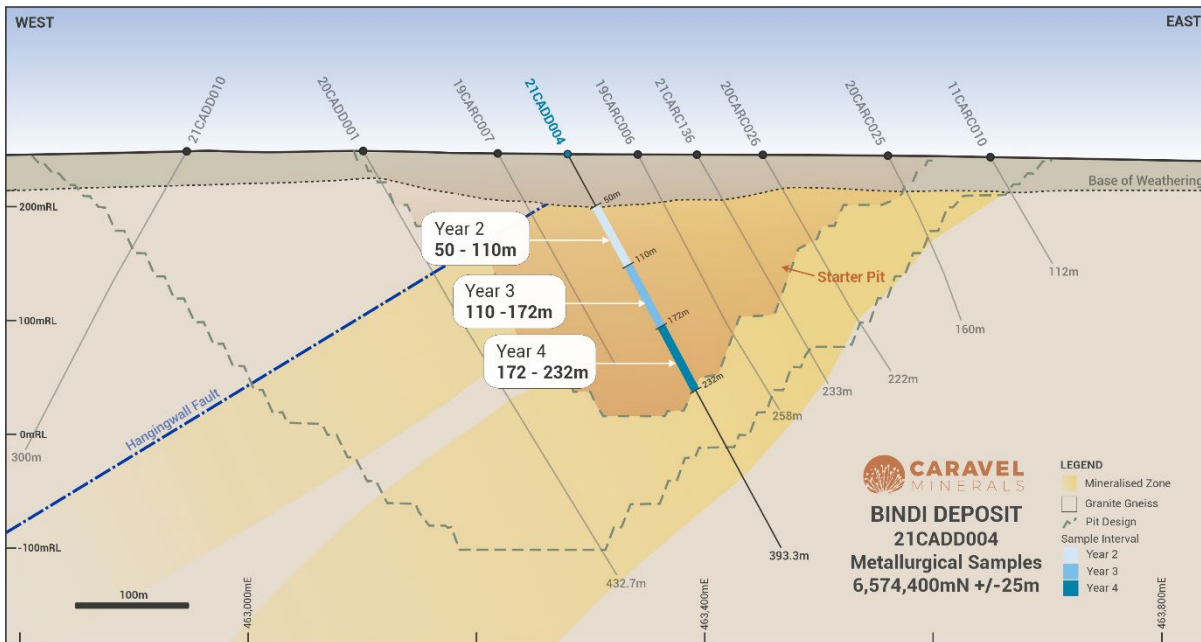 WEST
EAST
21CADD010
20CADD001
19CARC007
21CADD004
19CARC006
21CARC136
20CARC026
20CARC025
11CARC010
Base of Weathering
200mRL
100mRL
0mRL
-100mRL
50m
110m
172m
232m
Year 2
50 - 110m
Year 3
110 -172m
Year 4
172 - 232m
Starter Pit
Hangingwall Fault
300m
432.7m
393.3m
258m
233m
222m
160m
112m
CARAVEL
MINERALS
BINDI DEPOSIT
21CADD004
Metallurgical Samples
6,574,400mN +/-25m
LEGEND
Mineralised Zone
Granite Gneiss
Pit Design
Sample Interval
Year 2
Year 3
Year 4
100m
463,000mE
463,400mE
463,800mE